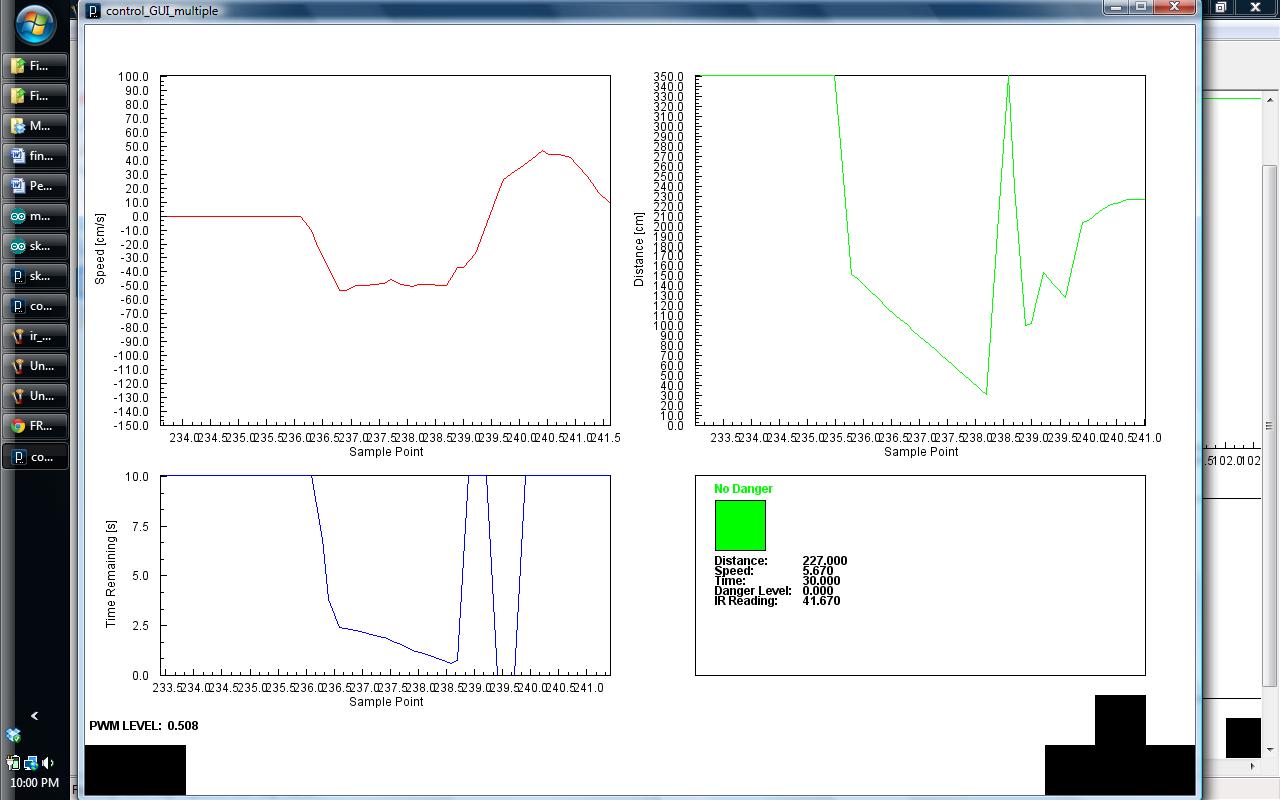 control_GUI_multiple
Fi...
Fi...
M...
fin...
Pe...
m...
sk...
sk...
co...
ir_...
Un...
Un...
FR...
co...
10:00 PM
100.0
90.0
80.0
70.0
60.0
50.0
40.0
30.0
20.0
10.0
0.0
-10.0
-20.0
-30.0
-40.0
-50.0
-60.0
-70.0
-80.0
-90.0
-100.0
-110.0
-120.0
-130.0
-140.0
-150.0
Speed [cm/s]
234.0 234.5 235.0 235.5 236.0 236.5 237.0 237.5 238.0 238.5 239.0 239.5 240.0 240.5 241.0 241.5
Sample Point
350.0
340.0
330.0
320.0
310.0
300.0
290.0
280.0
270.0
260.0
250.0
240.0
230.0
220.0
210.0
200.0
190.0
180.0
170.0
160.0
150.0
140.0
130.0
120.0
110.0
100.0
90.0
80.0
70.0
60.0
50.0
40.0
30.0
20.0
10.0
0.0
Distance [cm]
233.5 234.0 234.5 235.0 235.5 236.0 236.5 237.0 237.5 238.0 238.5 239.0 239.5 240.0 240.5 241.0
Sample Point
10.0
7.5
5.0
2.5
0.0
Time Remaining [s]
233.5 234.0 234.5 235.0 235.5 236.0 236.5 237.0 237.5 238.0 238.5 239.0 239.5 240.0 240.5 241.0
Sample Point
No Danger
Distance: 227.000
Speed: 5.670
Time: 30.000
Danger Level: 0.000
IR Reading: 41.670
PWM LEVEL: 0.508